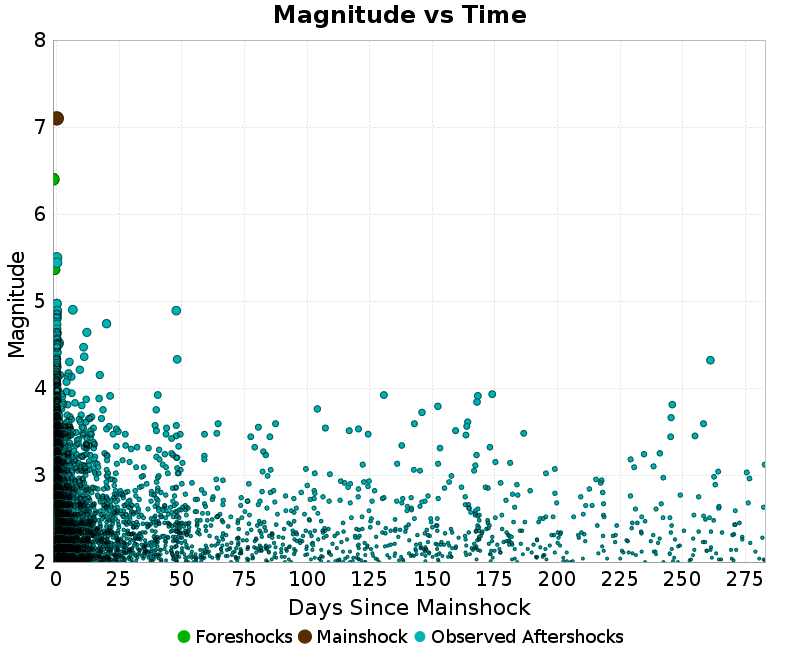 Magnitude vs Time
8
7
6
5
4
3
2
Magnitude
0 25 50 75 100 125 150 175 200 225 250 275
Days Since Mainshock
Foreshocks Mainshock Observed Aftershocks